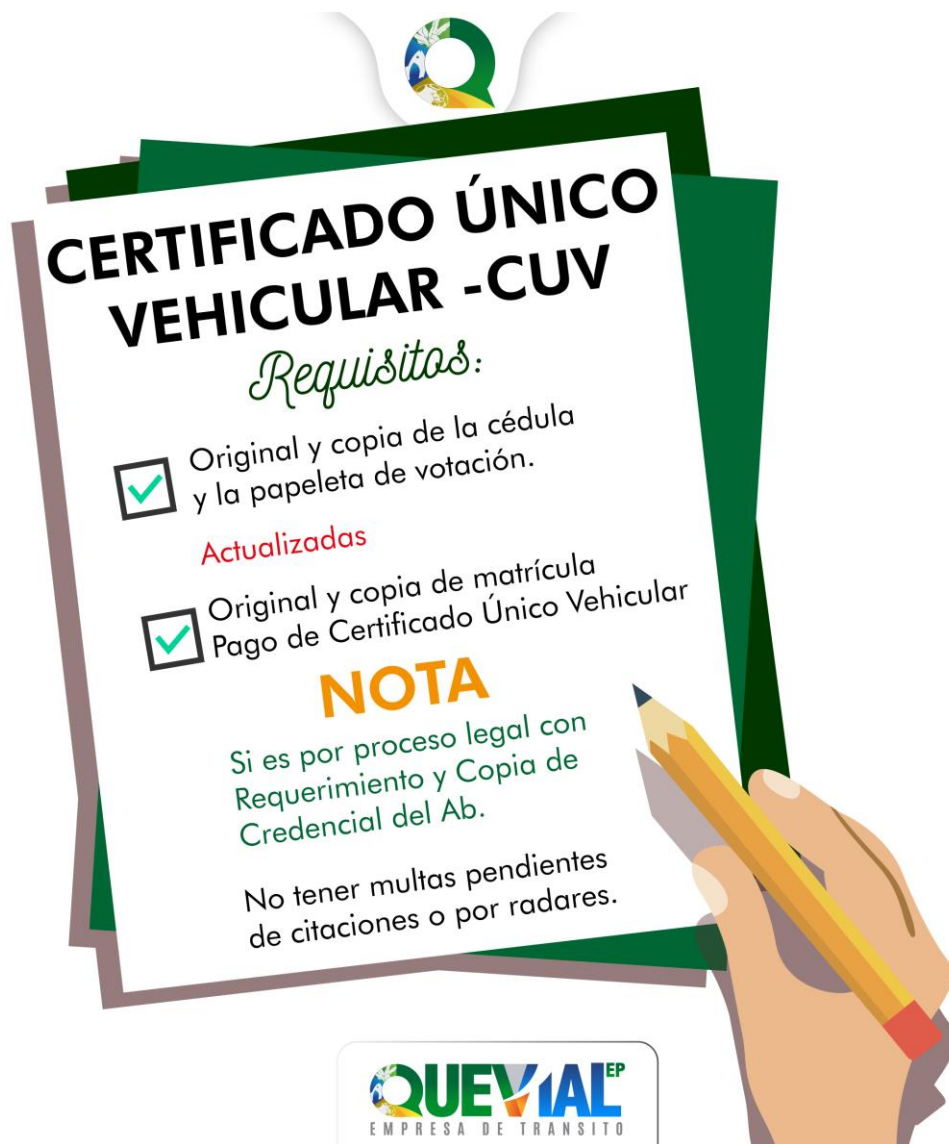 CERTIFICADO ÚNICO
VEHICULAR -CUV
Requisitos:
Original y copia de la cédula
y la papeleta de votación.
Actualizadas
Original y copia de matrícula
Pago de Certificado Único Vehicular
NOTA
Si es por proceso legal con
Requerimiento y Copia de
Credencial del Ab.
No tener multas pendientes
de citaciones o por radares.
QUEVIAL EP
EMPRESA DE TRANSITO